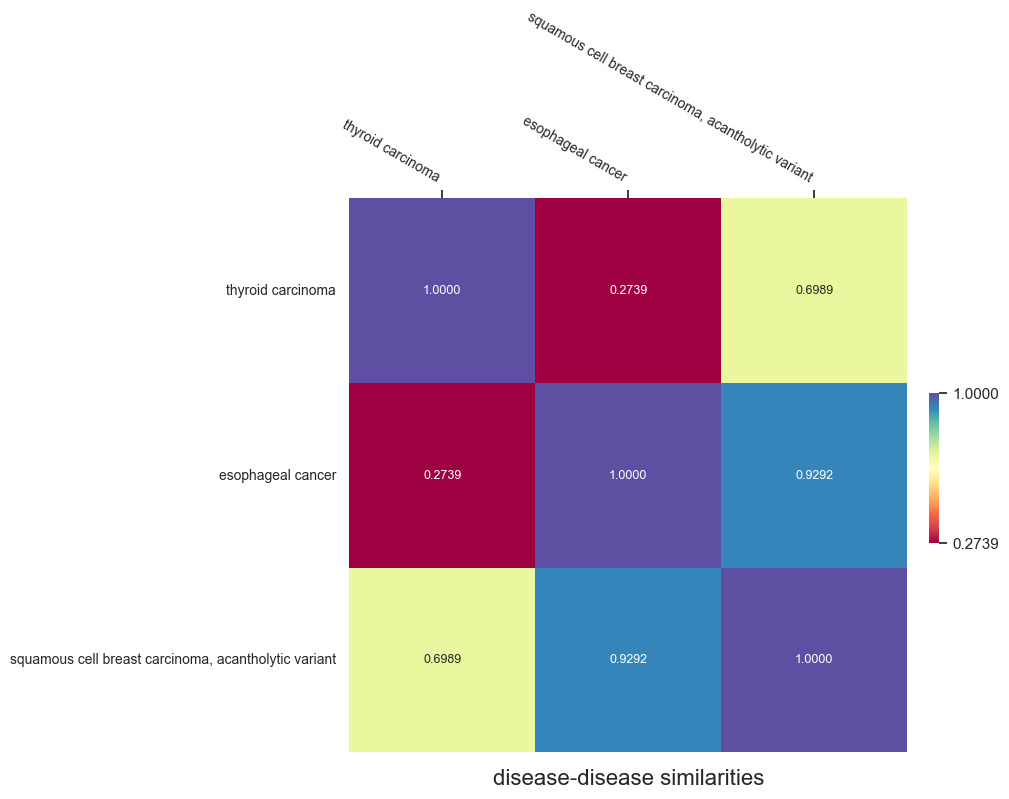 squamous cell breast carcinoma, acantholytic variant
thyroid carcinoma
esophageal cancer
thyroid carcinoma
1.0000
0.2739
0.6989
1.0000
esophageal cancer
0.2739
1.0000
0.9292
0.2739
squamous cell breast carcinoma, acantholytic variant
0.6989
0.9292
1.0000
disease-disease similarities